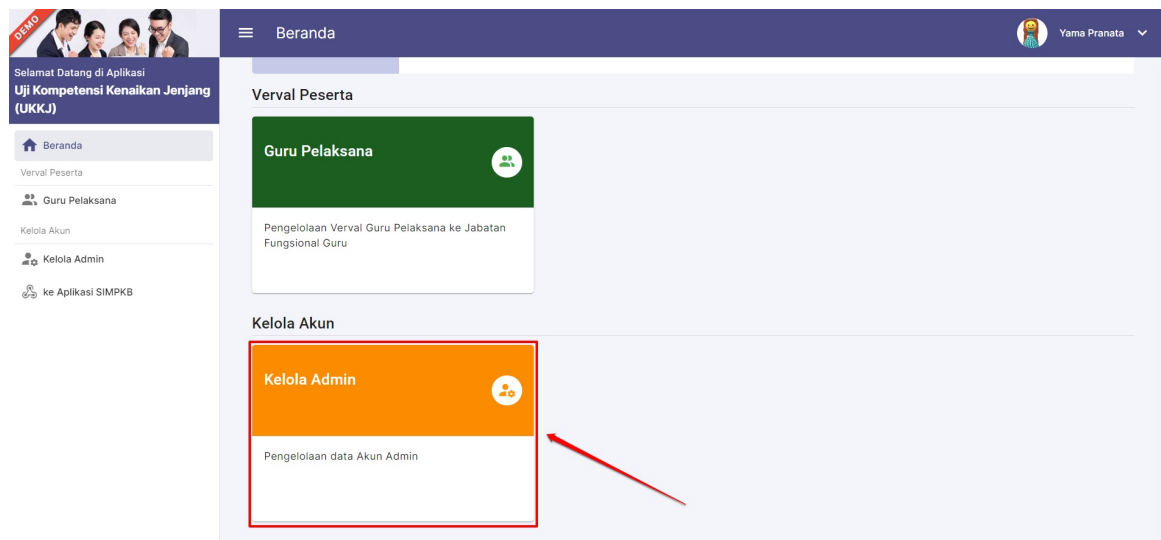 DEMO
Selamat Datang di Aplikasi
Uji Kompetensi Kenaikan Jenjang
(UKKJ)
Beranda
Verval Peserta
Guru Pelaksana
Kelola Akun
Kelola Admin
ke Aplikasi SIMPKB
Beranda
Yama Pranata
Verval Peserta
Guru Pelaksana
Pengelolaan Verval Guru Pelaksana ke Jabatan
Fungsional Guru
Kelola Akun
Kelola Admin
Pengelolaan data Akun Admin